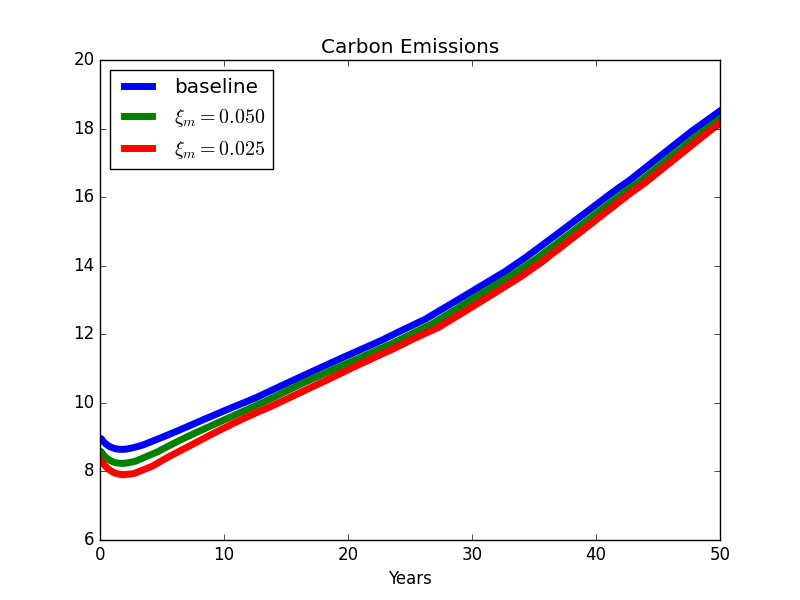 Carbon Emissions
20
18
16
14
12
10
8
6
baseline
ξₘ = 0.050
ξₘ = 0.025
0 10 20 30 40 50
Years